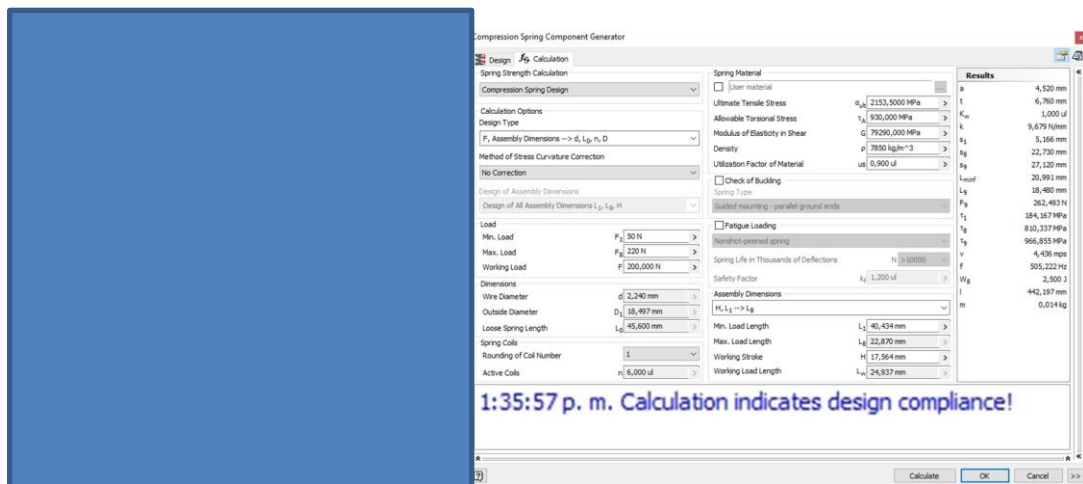 Compression Spring Component Generator
Design
Calculation
Spring Strength Calculation
Compression Spring Design
Calculation Options
Design Type
F, Assembly Dimensions --> d, L0, n, D
Method of Stress Curvature Correction
No Correction
Design of Assembly Dimensions
Design of All Assembly Dimensions L1, L8, H
Load
Min. Load F1 50 N
Max. Load F8 220 N
Working Load F 200,000 N
Dimensions
Wire Diameter d 2,240 mm
Outside Diameter D1 18,497 mm
Loose Spring Length L0 45,600 mm
Spring Coils
Rounding of Coil Number 1
Active Coils n 6,000 ul
Spring Material
User material
Ultimate Tensile Stress σult 2153,5000 MPa
Allowable Torsional Stress τA 930,000 MPa
Modulus of Elasticity in Shear G 79290,000 MPa
Density ρ 7850 kg/m^3
Utilization Factor of Material us 0,900 ul
Check of Buckling
Spring Type
Guided mounting - parallel ground ends
Fatigue Loading
Nonshot-peened spring
Spring Life in Thousands of Deflections N >10000
Safety Factor kf 1,200 ul
Assembly Dimensions
H, L1 --> L8
Min. Load Length L1 40,434 mm
Max. Load Length L8 22,870 mm
Working Stroke H 17,564 mm
Working Load Length Lw 24,937 mm
Results
a 4,520 mm
t 6,760 mm
Kw 1,000 ul
k 9,679 N/mm
s1 5,166 mm
s8 22,730 mm
s9 27,120 mm
Lminf 20,991 mm
L9 18,480 mm
F9 262,493 N
τ1 184,167 MPa
τ8 810,337 MPa
τ9 966,855 MPa
v 4,436 mps
f 505,222 Hz
W8 2,500 J
l 442,197 mm
m 0,014 kg
1:35:57 p. m. Calculation indicates design compliance!
Calculate
OK
Cancel
>>